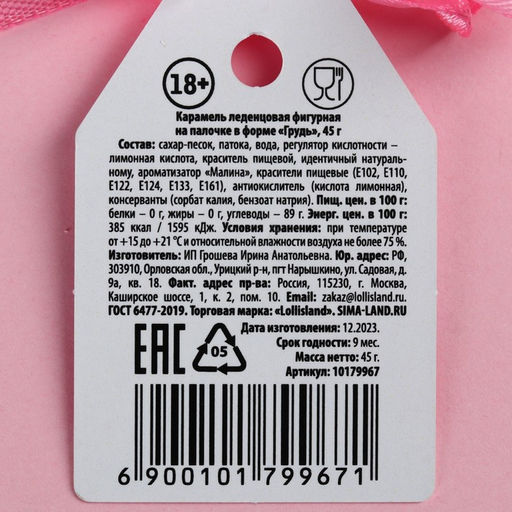 18+
Карамель леденцовая фигурная
на палочке в форме «Грудь», 45 г
Состав: сахар-песок, патока, вода, регулятор кислотности –
лимонная кислота, краситель пищевой, идентичный натураль-
ному, ароматизатор «Малина», красители пищевые (Е102, Е110,
Е122, Е124, Е133, Е161), антиокислитель (кислота лимонная),
консерванты (сорбат калия, бензоат натрия). Пищ. цен. в 100 г:
белки – 0 г, жиры – 0 г, углеводы – 89 г. Энерг. цен. в 100 г:
385 ккал / 1595 кДж. Условия хранения: при температуре
от +15 до +21 °С и относительной влажности воздуха не более 75 %.
Изготовитель: ИП Грошева Ирина Анатольевна. Юр. адрес: РФ,
303910, Орловская обл., Урицкий р-н, пгт Нарышкино, ул. Садовая, д.
9а, кв. 18. Факт. адрес пр-ва: Россия, 115230, г. Москва,
Каширское шоссе, 1, к. 2, пом. 10. Email: zakaz@lollisland.ru
ГОСТ 6477-2019. Торговая марка: «Lollisland». SIMA-LAND.RU
Дата изготовления: 12.2023.
Срок годности: 9 мес.
Масса нетто: 45 г.
Артикул: 10179967
EAC
05
6 900101 799671